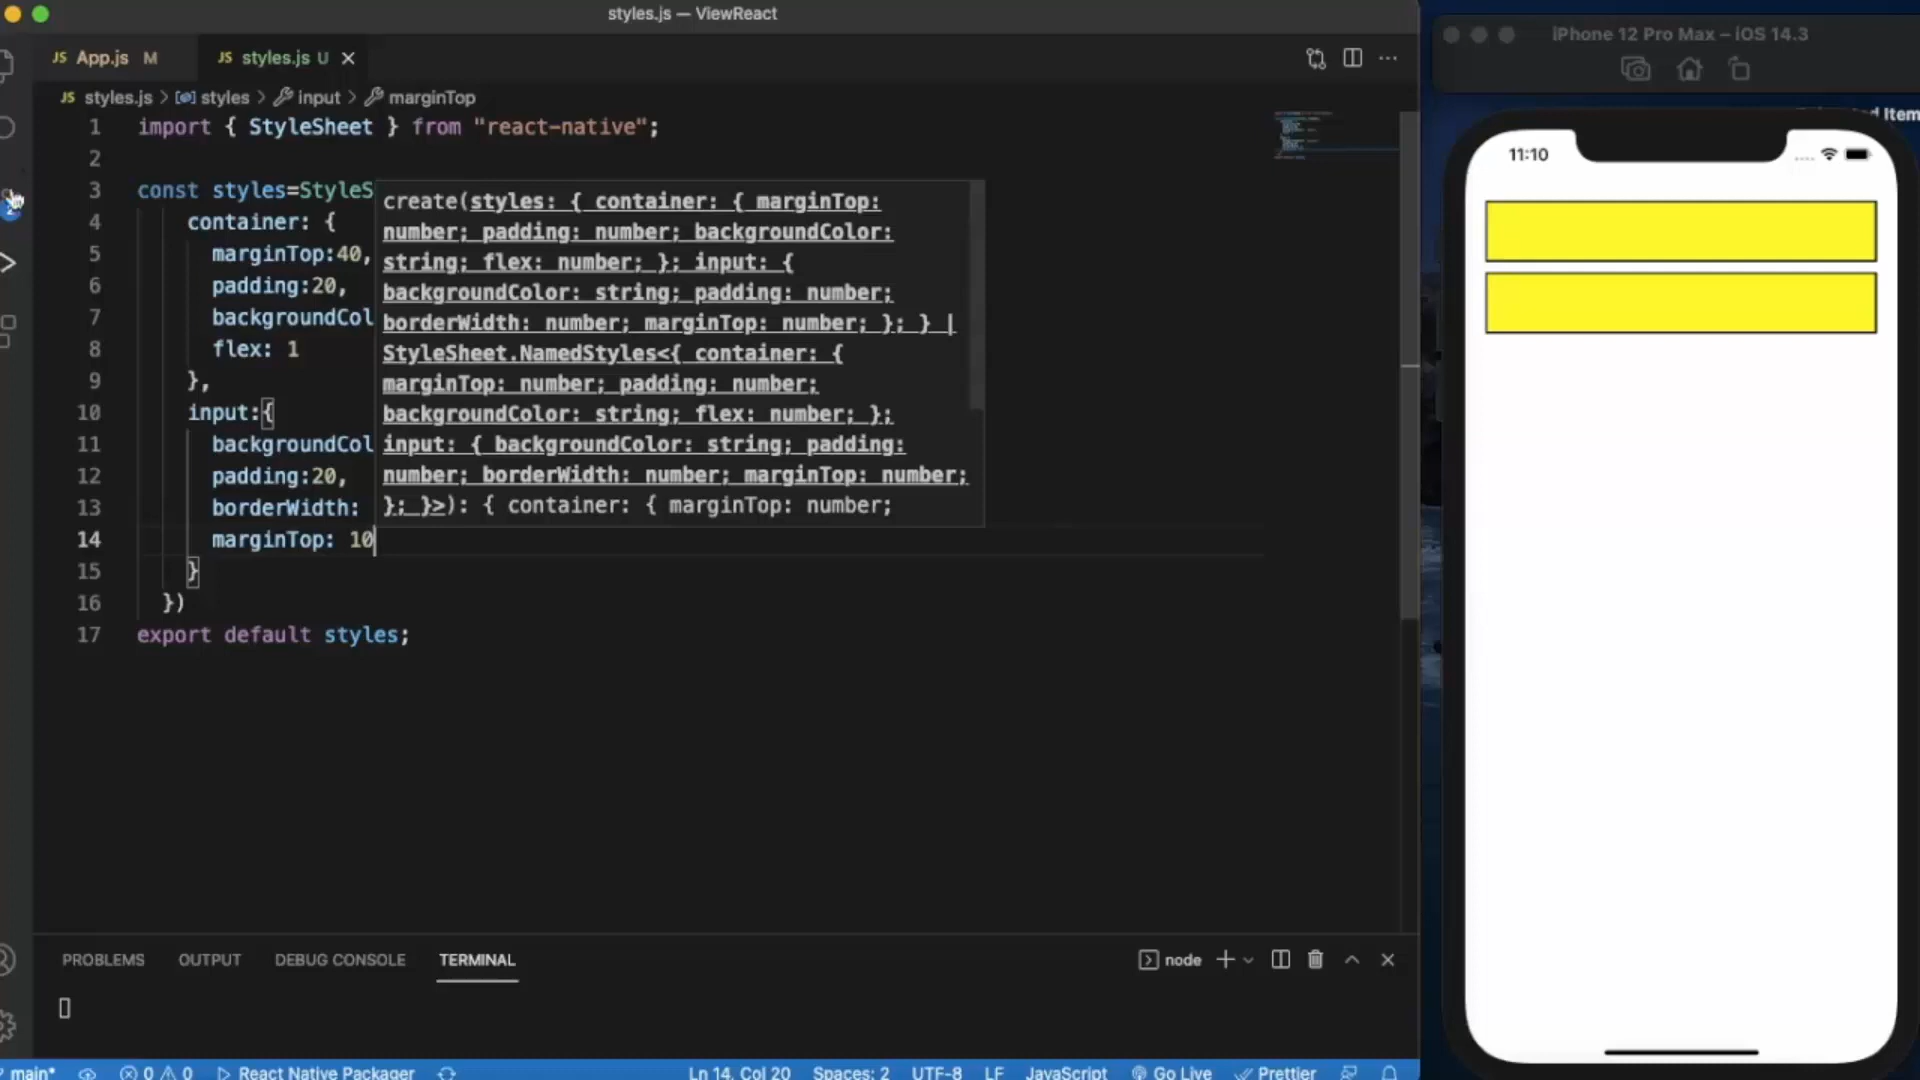 styles.js — ViewReact
JS App.js M
JS styles.js U
JS styles.js > styles > input > marginTop
1 import { StyleSheet } from "react-native";
2
3 const styles=StyleS
4 container: {
5 marginTop:40,
6 padding:20,
7 backgroundCol
8 flex: 1
9 },
10 input:{
11 backgroundCol
12 padding:20,
13 borderWidth:
14 marginTop: 10
15 }
16 })
17 export default styles;
create(styles: { container: { marginTop:
number; padding: number; backgroundColor:
string; flex: number; }; input: {
backgroundColor: string; padding: number;
borderWidth: number; marginTop: number; }; } |
StyleSheet.NamedStyles<{ container: {
marginTop: number; padding: number;
backgroundColor: string; flex: number; };
input: { backgroundColor: string; padding:
number; borderWidth: number; marginTop: number;
}; }>): { container: { marginTop: number;
PROBLEMS OUTPUT DEBUG CONSOLE TERMINAL
node
main* 0 0 React Native Packager
Ln 14, Col 20 Spaces: 2 UTF-8 LF JavaScript Go Live Prettier
iPhone 12 Pro Max – iOS 14.3
11:10